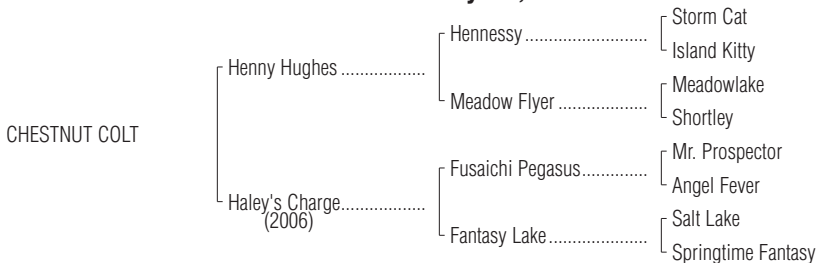 Storm Cat
Hennessy ........................
Island Kitty
Henny Hughes ..................
Meadowlake
Meadow Flyer ....................
Shortley
CHESTNUT COLT
Mr. Prospector
Fusaichi Pegasus...............
Angel Fever
Haley's Charge..................
(2006)
Salt Lake
Fantasy Lake......................
Springtime Fantasy